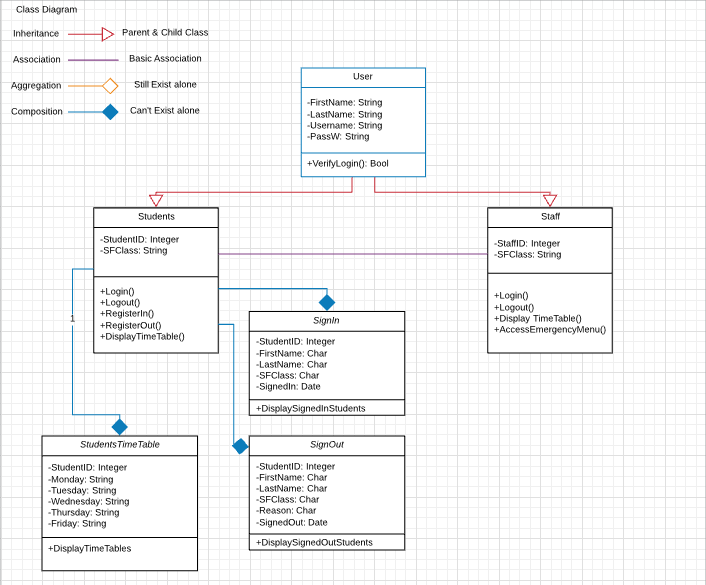 Class Diagram
Inheritance
Parent & Child Class
Association
Basic Association
Aggregation
Still Exist alone
Composition
Can't Exist alone
User
-FirstName: String
-LastName: String
-Username: String
-PassW: String
+VerifyLogin(): Bool
Students
-StudentID: Integer
-SFClass: String
+Login()
+Logout()
+RegisterIn()
+RegisterOut()
+DisplayTimeTable()
Staff
-StaffID: Integer
-SFClass: String
+Login()
+Logout()
+Display TimeTable()
+AccessEmergencyMenu()
1
SignIn
-StudentID: Integer
-FirstName: Char
-LastName: Char
-SFClass: Char
-SignedIn: Date
+DisplaySignedInStudents
StudentsTimeTable
-StudentID: Integer
-Monday: String
-Tuesday: String
-Wednesday: String
-Thursday: String
-Friday: String
+DisplayTimeTables
SignOut
-StudentID: Integer
-FirstName: Char
-LastName: Char
-SFClass: Char
-Reason: Char
-SignedOut: Date
+DisplaySignedOutStudents